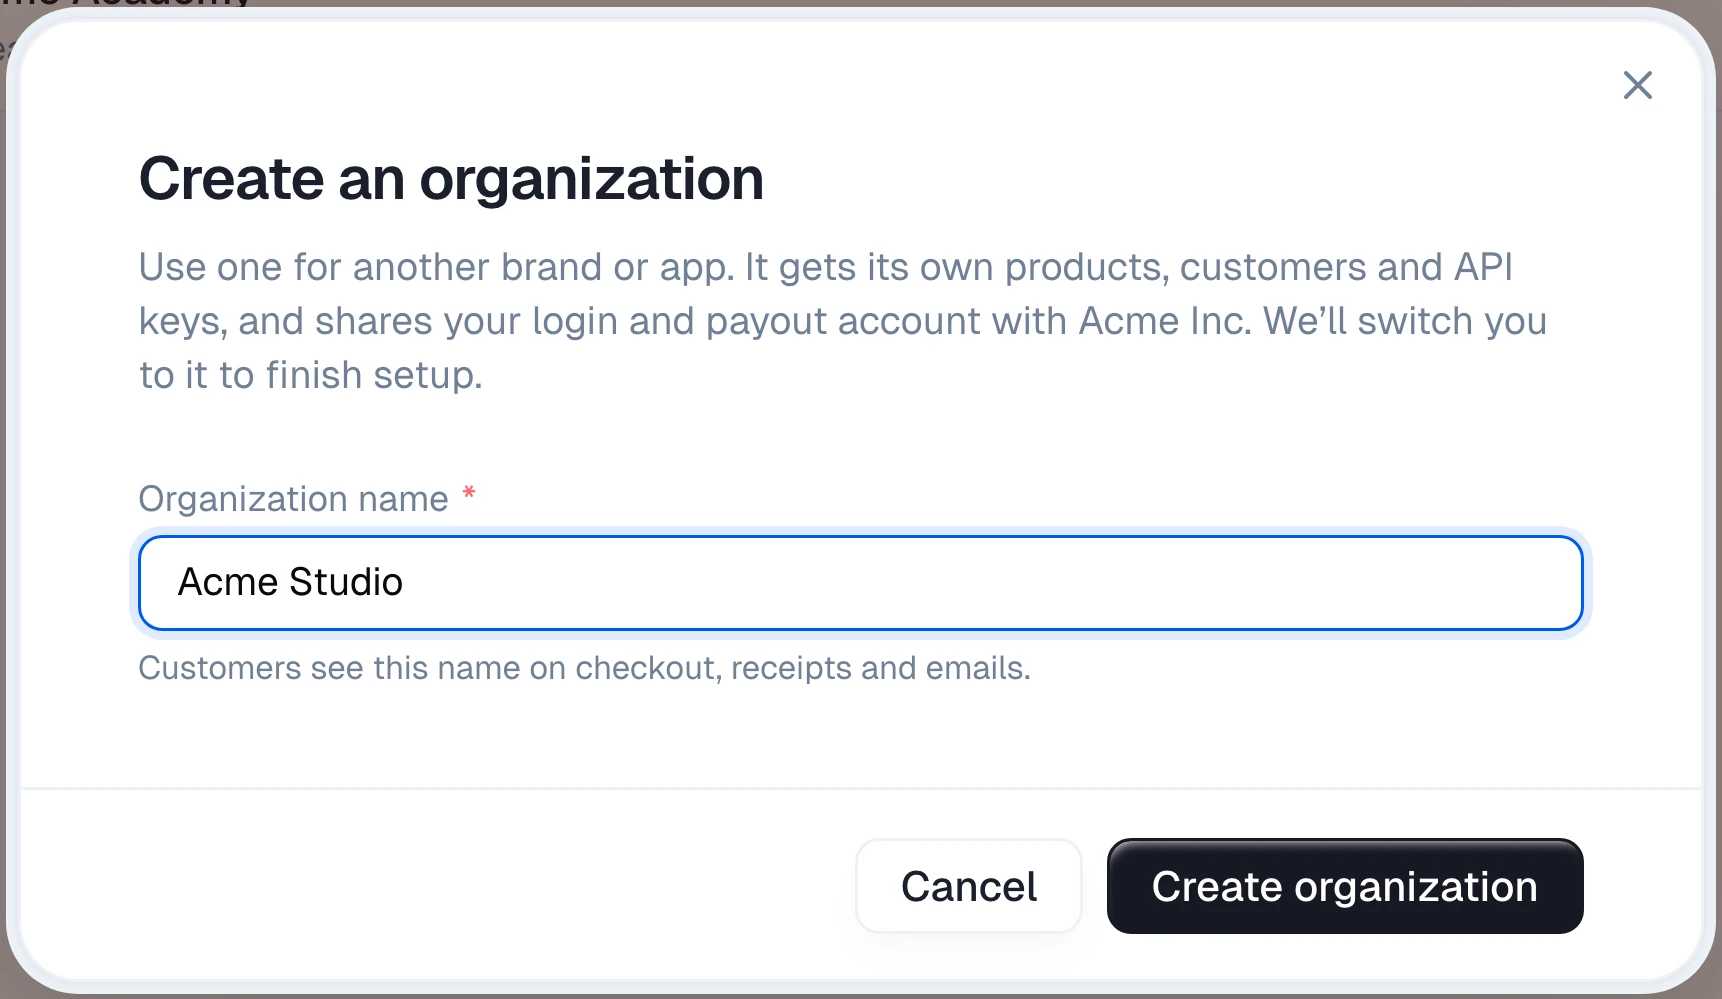 Create an organization
Use one for another brand or app. It gets its own products, customers and API
keys, and shares your login and payout account with Acme Inc. We’ll switch you
to it to finish setup.
Organization name *
Acme Studio
Customers see this name on checkout, receipts and emails.
Cancel
Create organization